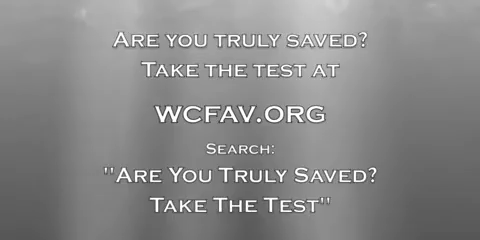 Are you truly saved?
Take the test at
WCFAV.ORG
Search:
"Are You Truly Saved?
Take The Test"